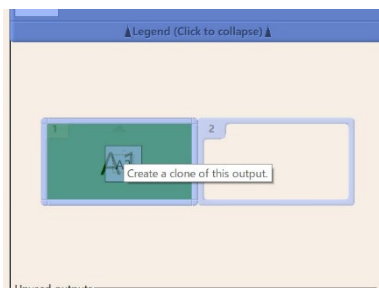 ▲Legend (Click to collapse)▲
1
2
Create a clone of this output.
Unused outputs